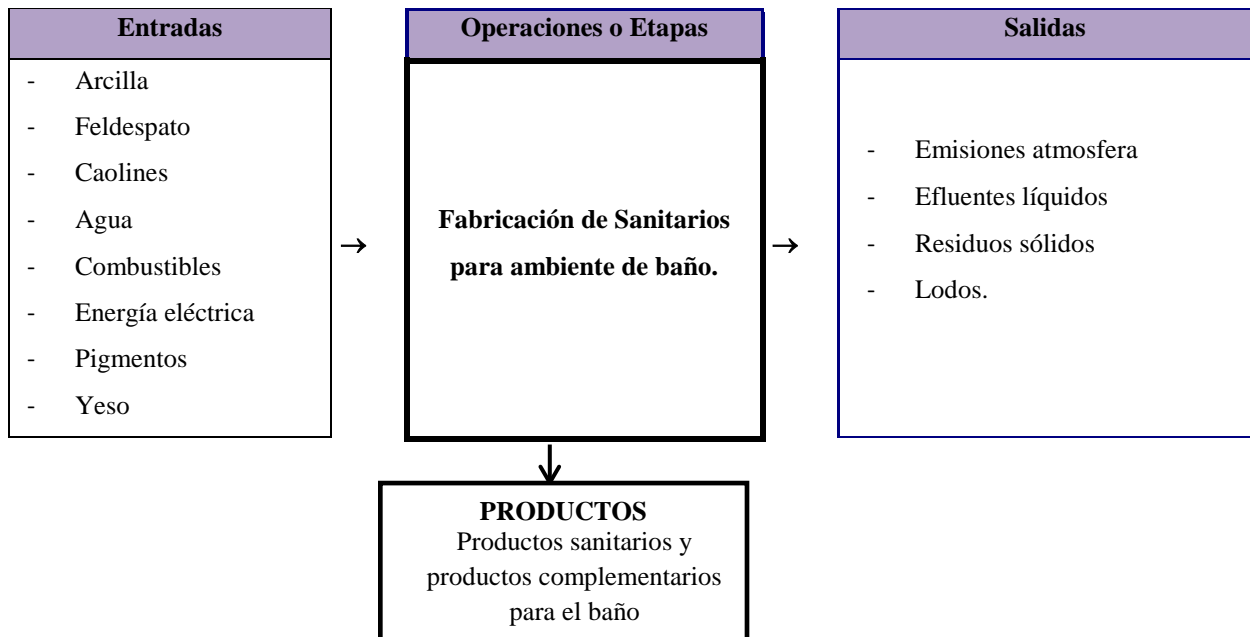 Entradas
- Arcilla
- Feldespato
- Caolines
- Agua
- Combustibles
- Energía eléctrica
- Pigmentos
- Yeso
→
Operaciones o Etapas
Fabricación de Sanitarios
para ambiente de baño.
→
Salidas
- Emisiones atmosfera
- Efluentes líquidos
- Residuos sólidos
- Lodos.
PRODUCTOS
Productos sanitarios y
productos complementarios
para el baño